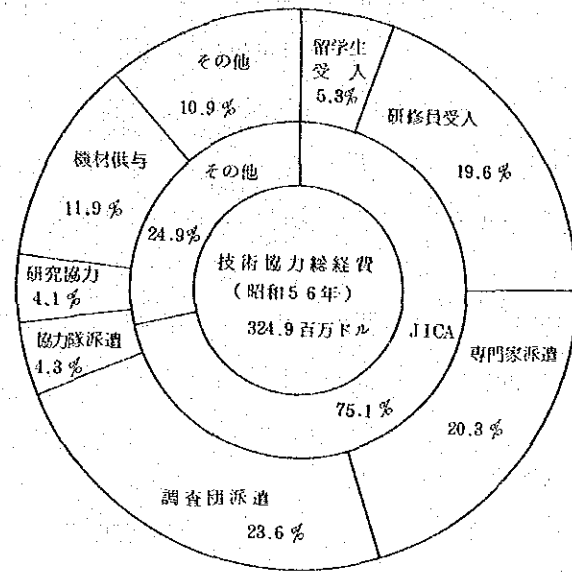 留学生
受入
5.3%
研修員受入
19.6%
専門家派遣
20.3%
調査団派遣
23.6%
協力隊派遣
4.3%
研究協力
4.1%
機材供与
11.9%
その他
10.9%
その他
24.9%
JICA
75.1%
技術協力総経費
(昭和56年)
324.9百万ドル